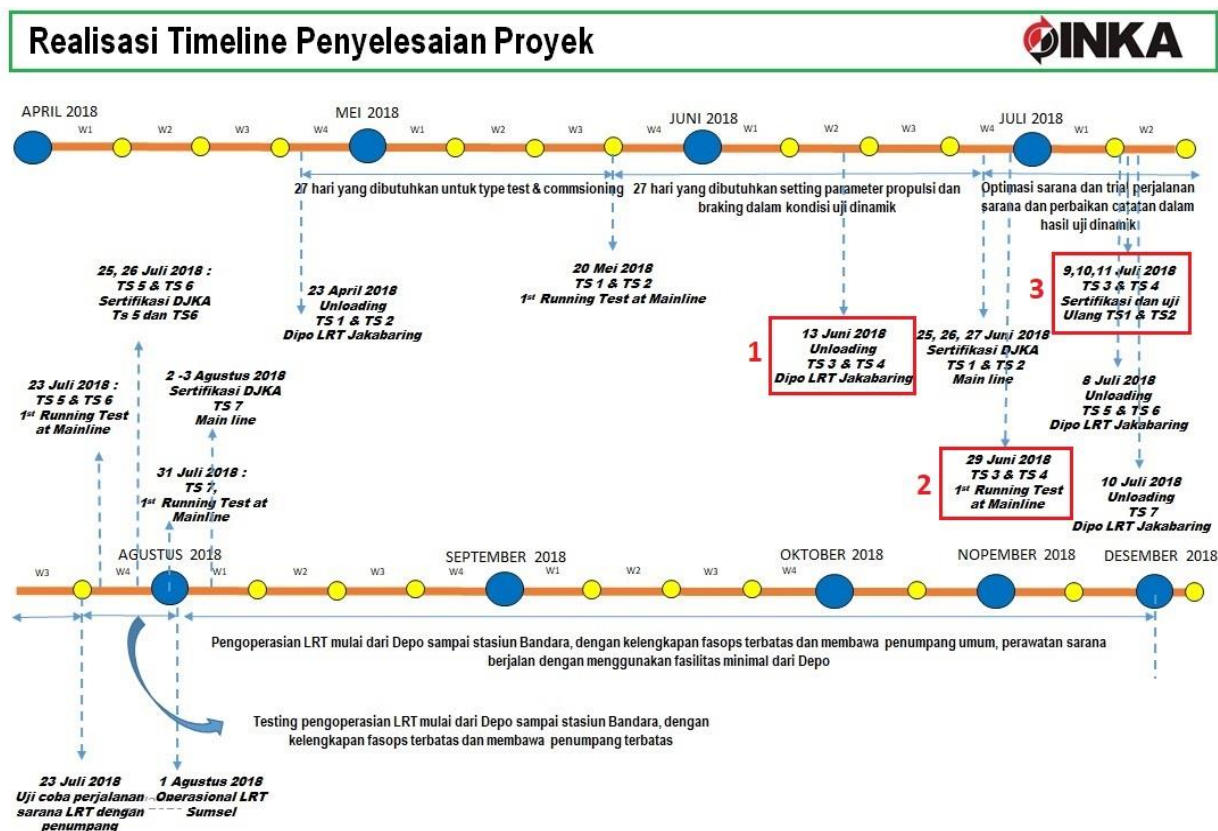 Realisasi Timeline Penyelesaian Proyek
INKA
APRIL 2018
W1
W2
W3
W4
MEI 2018
W1
W2
W3
W4
JUNI 2018
W1
W2
W3
W4
JULI 2018
W1
W2
27 hari yang dibutuhkan untuk type test & commsioning
27 hari yang dibutuhkan setting parameter propulsi dan
braking dalam kondisi uji dinamik
Optimasi sarana dan trial perjalanan
sarana dan perbaikan catatan dalam
hasil uji dinamik
25, 26 Juli 2018 :
TS 5 & TS 6
Sertifikasi DJKA
Ts 5 dan TS6
23 April 2018
Unloading
TS 1 & TS 2
Dipo LRT Jakabaring
20 Mei 2018
TS 1 & TS 2
1st Running Test at Mainline
1
13 Juni 2018
Unloading
TS 3 & TS 4
Dipo LRT Jakabaring
25, 26, 27 Juni 2018
Sertifikasi DJKA
TS 1 & TS 2
Main line
3
9,10,11 Juli 2018
TS 3 & TS 4
Sertifikasi dan uji
Ulang TS1 & TS2
23 Juli 2018 :
TS 5 & TS 6
1st Running Test
at Mainline
2 -3 Agustus 2018
Sertifikasi DJKA
TS 7
Main line
8 Juli 2018
Unloading
TS 5 & TS 6
Dipo LRT Jakabaring
31 Juli 2018 :
TS 7,
1st Running Test at
Mainline
2
29 Juni 2018
TS 3 & TS 4
1st Running Test
at Mainline
10 Juli 2018
Unloading
TS 7
Dipo LRT Jakabaring
W3
W4
AGUSTUS 2018
W1
W2
W3
W4
SEPTEMBER 2018
W1
W2
W3
W4
OKTOBER 2018
NOPEMBER 2018
DESEMBER 2018
Pengoperasian LRT mulai dari Depo sampai stasiun Bandara, dengan kelengkapan fasops terbatas dan membawa penumpang umum, perawatan sarana
berjalan dengan menggunakan fasilitas minimal dari Depo
Testing pengoperasian LRT mulai dari Depo sampai stasiun Bandara, dengan
kelengkapan fasops terbatas dan membawa penumpang terbatas
23 Juli 2018
Uji coba perjalanan
sarana LRT dengan
penumpang
1 Agustus 2018
Operasional LRT
Sumsel